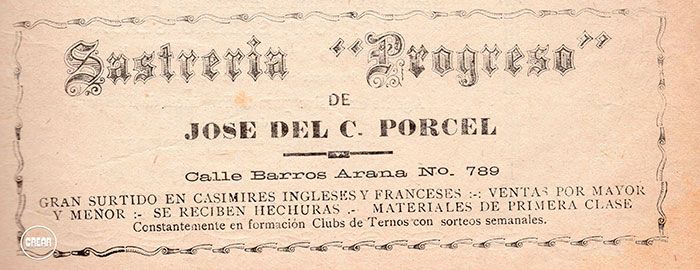 Sastreria "Progreso"
DE
JOSE DEL C. PORCEL
Calle Barros Arana No. 789
GRAN SURTIDO EN CASIMIRES INGLESES Y FRANCESES :-: VENTAS POR MAYOR
Y MENOR :- SE RECIBEN HECHURAS .- MATERIALES DE PRIMERA CLASE
Constantemente en formación Clubs de Ternos con sorteos semanales.
CREAR